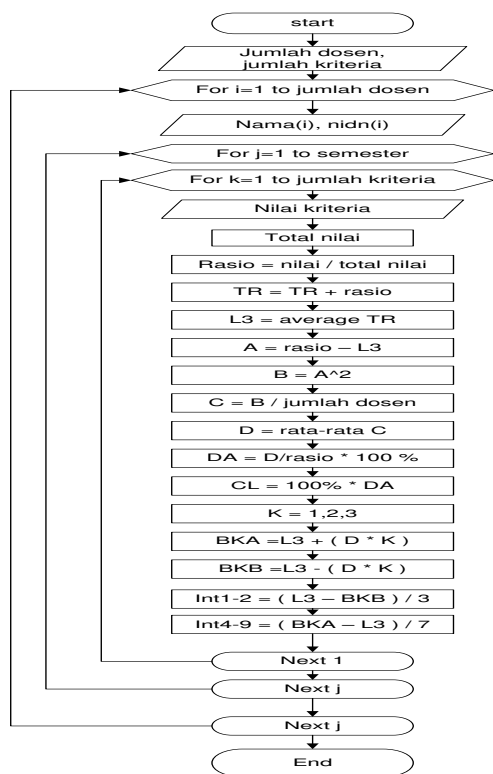 start
Jumlah dosen,
jumlah kriteria
For i=1 to jumlah dosen
Nama(i), nidn(i)
For j=1 to semester
For k=1 to jumlah kriteria
Nilai kriteria
Total nilai
Rasio = nilai / total nilai
TR = TR + rasio
L3 = average TR
A = rasio – L3
B = A^2
C = B / jumlah dosen
D = rata-rata C
DA = D/rasio * 100 %
CL = 100% * DA
K = 1,2,3
BKA =L3 + ( D * K )
BKB =L3 - ( D * K )
Int1-2 = ( L3 – BKB ) / 3
Int4-9 = ( BKA – L3 ) / 7
Next 1
Next j
Next j
End